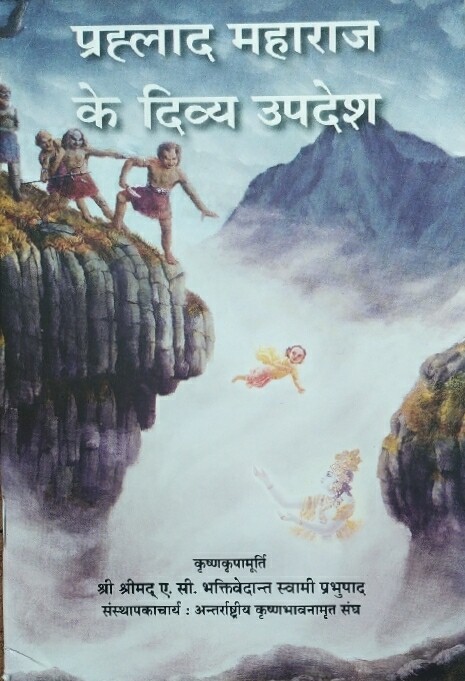 प्रह्लाद महाराज
के दिव्य उपदेश
कृष्णकृपामूर्ति
श्री श्रीमद् ए. सी. भक्तिवेदान्त स्वामी प्रभुपाद
संस्थापकाचार्य : अन्तर्राष्ट्रीय कृष्णभावनामृत संघ